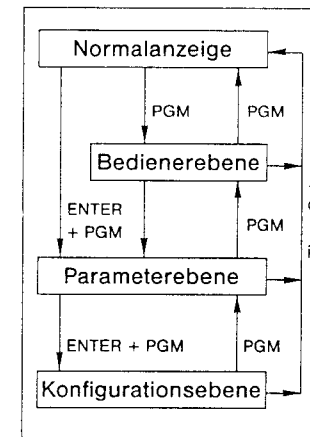 Normalanzeige
PGM PGM
Bedienerebene
ENTER
+ PGM
PGM
Parameterebene
ENTER + PGM PGM
Konfigurationsebene